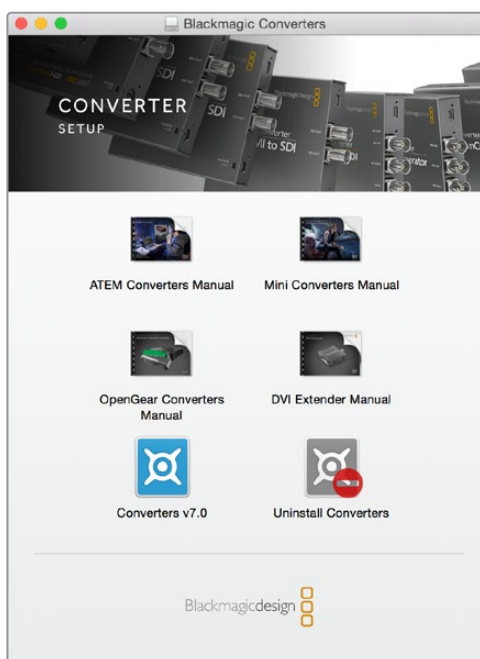 Blackmagic Converters
CONVERTER
SETUP
SDI
MI to SDI
ATEM Converters Manual
Mini Converters Manual
OpenGear Converters
Manual
DVI Extender Manual
Converters v7.0
Uninstall Converters
Blackmagicdesign